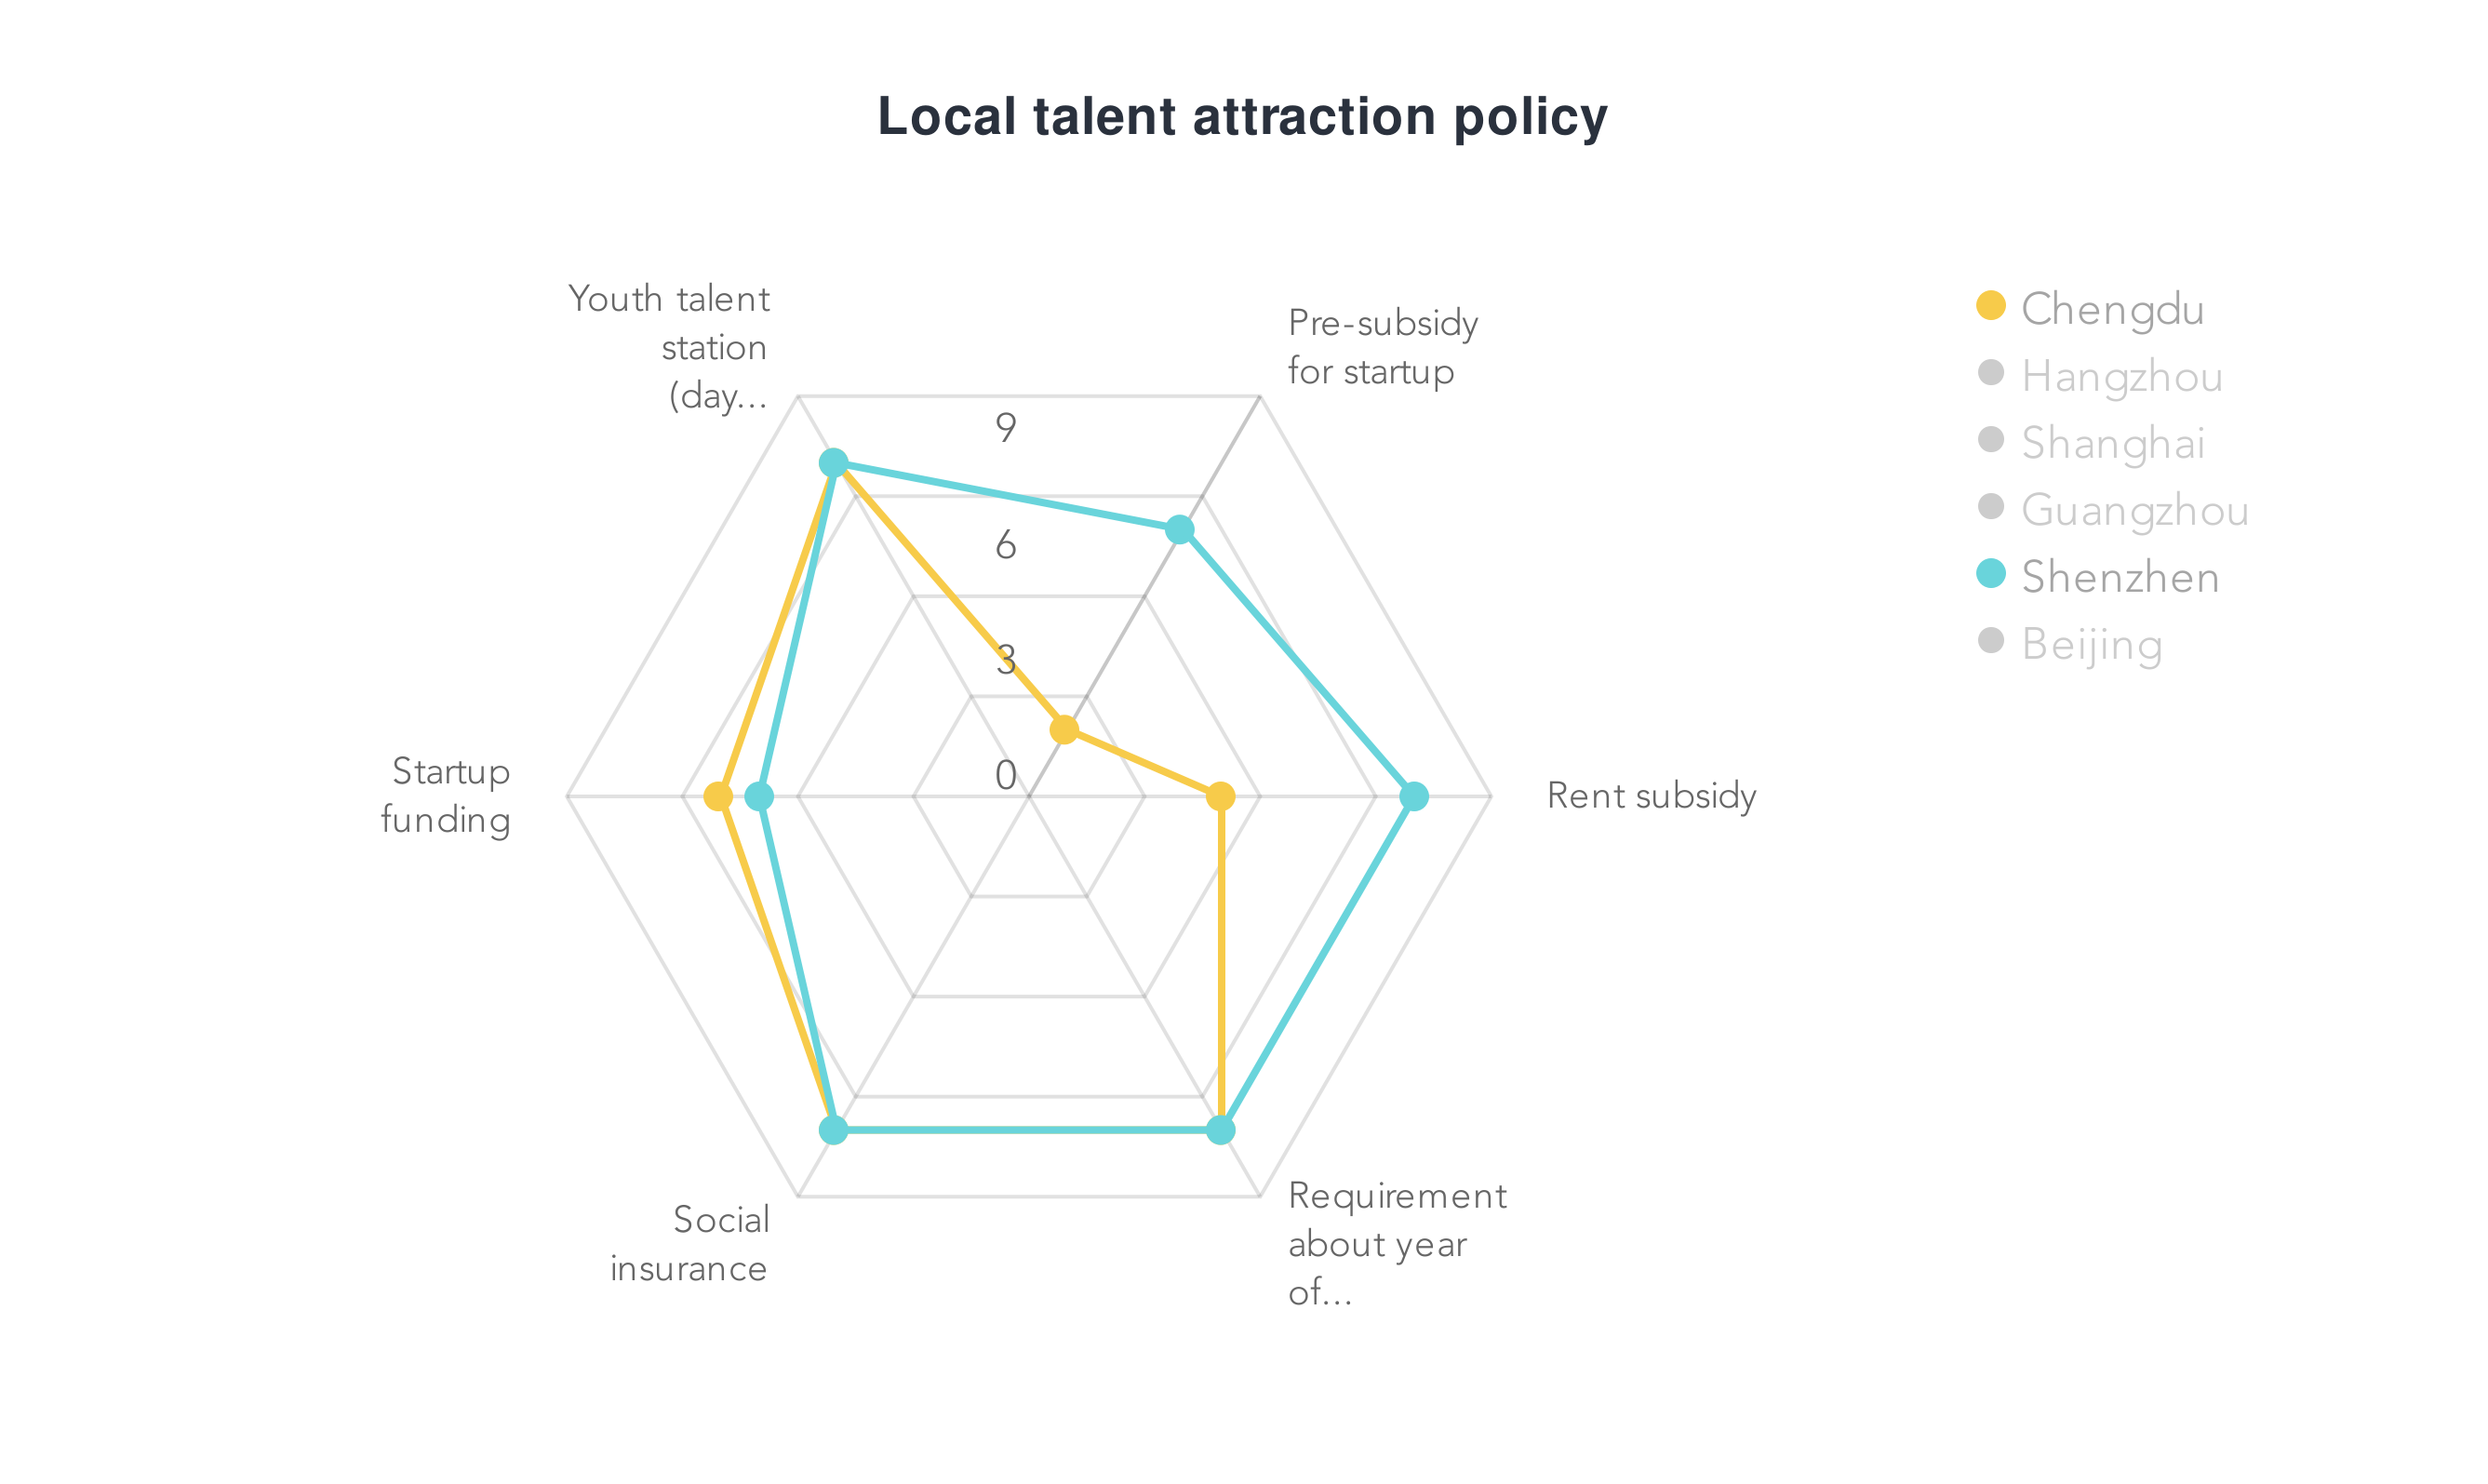 Local talent attraction policy
Youth talent
station
(day...
Pre-subsidy
for startup
9
6
3
0
Startup
funding
Rent subsidy
Social
insurance
Requirement
about year
of...
Chengdu
Hangzhou
Shanghai
Guangzhou
Shenzhen
Beijing